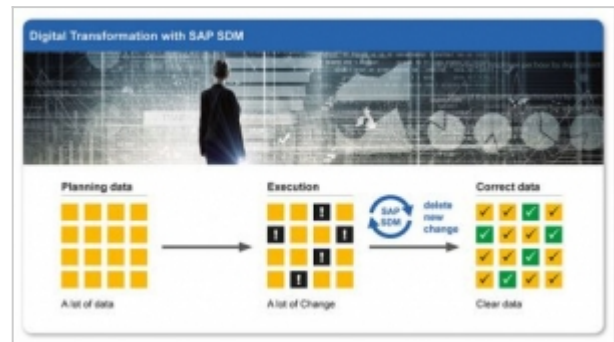 Digital Transformation with SAP SDM
Planning data
Execution
Correct data
SAP
SDM
delete
new
change
A lot of data
A lot of Change
Clear data